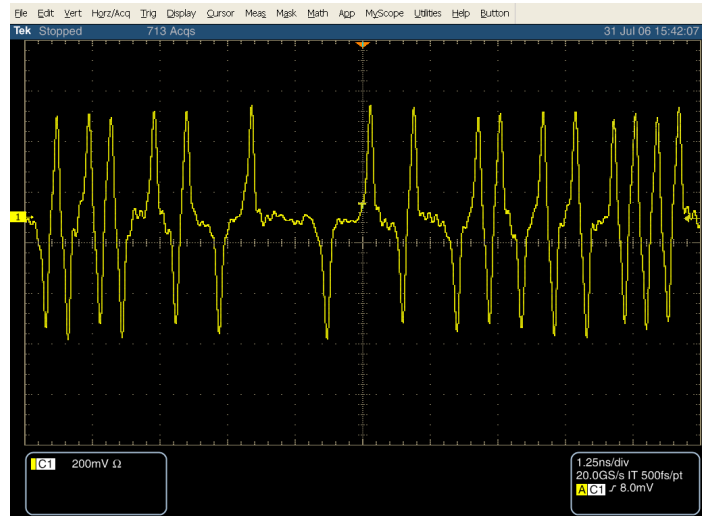 File Edit Vert Horz/Acq Trig Display Cursor Meas Mask Math App MyScope Utilities Help Button
Tek Stopped 713 Acqs 31 Jul 06 15:42:07
1
C1 200mV Ω
1.25ns/div
20.0GS/s IT 500fs/pt
A C1 ∫ 8.0mV